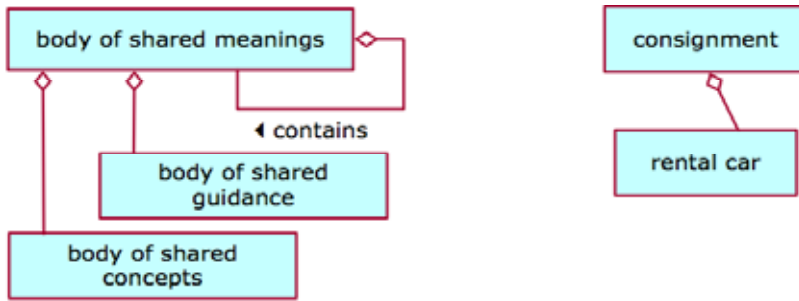 body of shared meanings
◀ contains
body of shared
guidance
body of shared
concepts
consignment
rental car